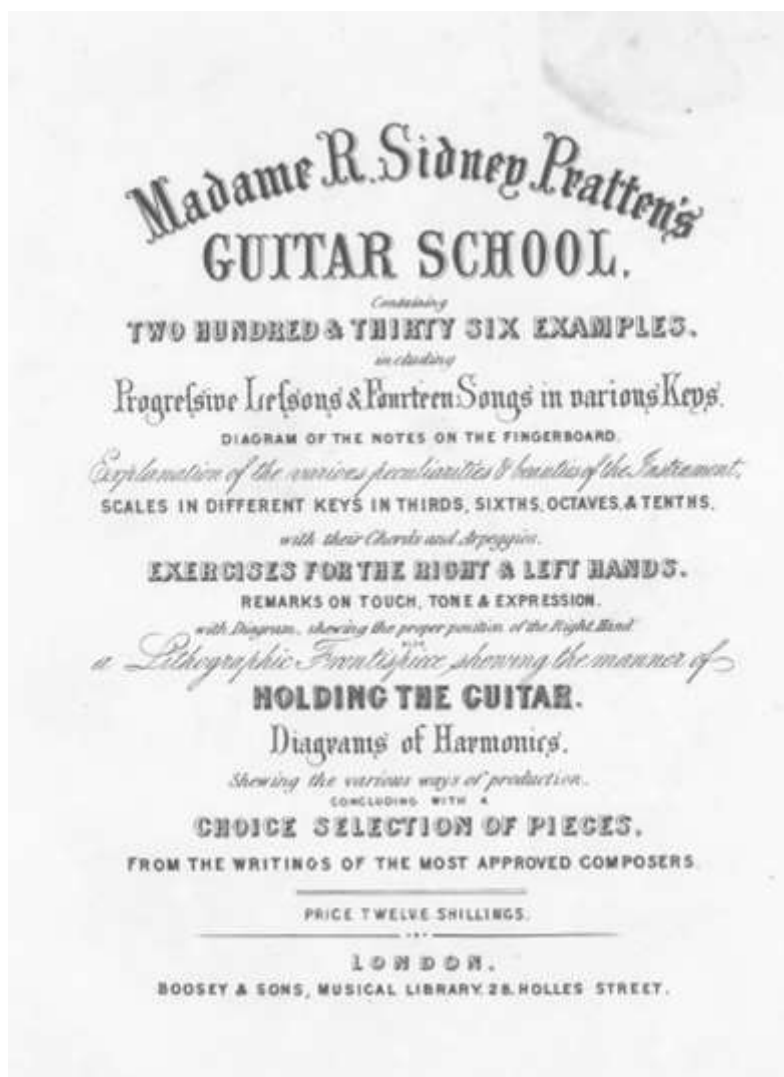 Madame R. Sidney Pratten's
GUITAR SCHOOL,
Containing
TWO HUNDRED & THIRTY SIX EXAMPLES.
including
Progreſsive Leſsons & Fourteen Songs in various Keys.
DIAGRAM OF THE NOTES ON THE FINGERBOARD.
Explanation of the various peculiarities & beauties of the Instrument,
SCALES IN DIFFERENT KEYS IN THIRDS, SIXTHS, OCTAVES, & TENTHS,
with their Chords and Arpeggios.
EXERCISES FOR THE RIGHT & LEFT HANDS.
REMARKS ON TOUCH, TONE & EXPRESSION.
with Diagram, shewing the proper position of the Right Hand
ALSO
a Lithographic Frontispiece, shewing the manner of
HOLDING THE GUITAR.
Diagrams of Harmonics,
Shewing the various ways of production.
CONCLUDING WITH A
CHOICE SELECTION OF PIECES,
FROM THE WRITINGS OF THE MOST APPROVED COMPOSERS.
PRICE TWELVE SHILLINGS.
LONDON,
BOOSEY & SONS, MUSICAL LIBRARY. 28, HOLLES STREET.